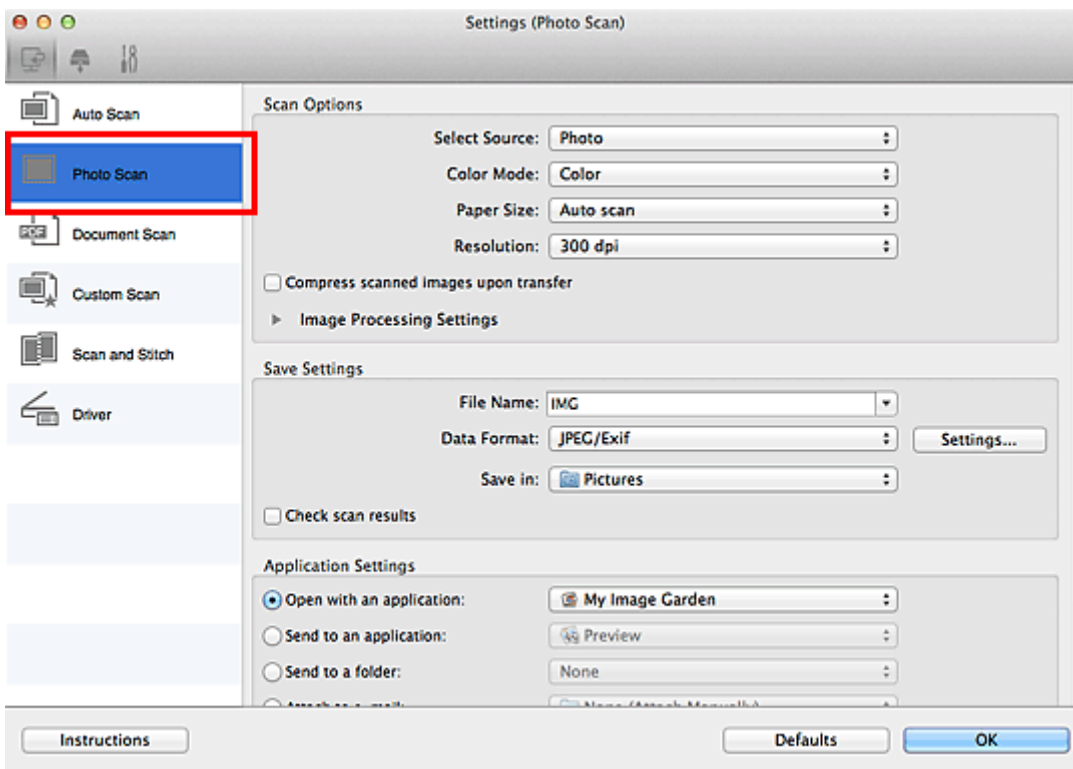 Settings (Photo Scan)
Auto Scan
Photo Scan
PDF
Document Scan
Custom Scan
Scan and Stitch
Driver
Scan Options
Select Source: Photo
Color Mode: Color
Paper Size: Auto scan
Resolution: 300 dpi
Compress scanned images upon transfer
Image Processing Settings
Save Settings
File Name: IMG
Data Format: JPEG/Exif Settings...
Save in: Pictures
Check scan results
Application Settings
Open with an application: My Image Garden
Send to an application: Preview
Send to a folder: None
None (Attach Manually)
Instructions Defaults OK